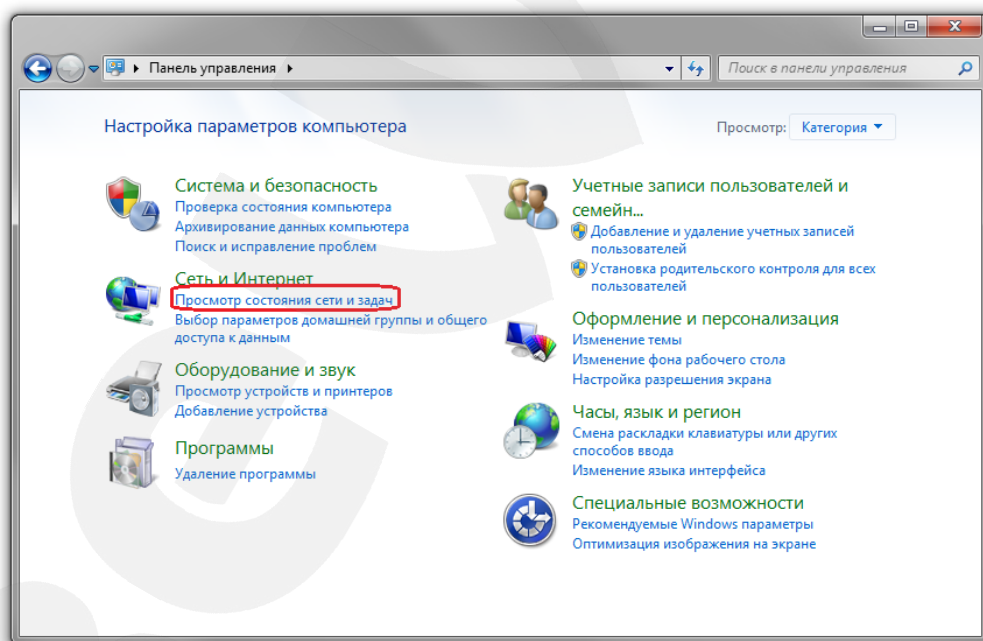 Панель управления
Поиск в панели управления
Настройка параметров компьютера
Просмотр: Категория
Система и безопасность
Проверка состояния компьютера
Архивирование данных компьютера
Поиск и исправление проблем
Сеть и Интернет
Просмотр состояния сети и задач
Выбор параметров домашней группы и общего
доступа к данным
Оборудование и звук
Просмотр устройств и принтеров
Добавление устройства
Программы
Удаление программы
Учетные записи пользователей и
семейн...
Добавление и удаление учетных записей
пользователей
Установка родительского контроля для всех
пользователей
Оформление и персонализация
Изменение темы
Изменение фона рабочего стола
Настройка разрешения экрана
Часы, язык и регион
Смена раскладки клавиатуры или других
способов ввода
Изменение языка интерфейса
Специальные возможности
Рекомендуемые Windows параметры
Оптимизация изображения на экране